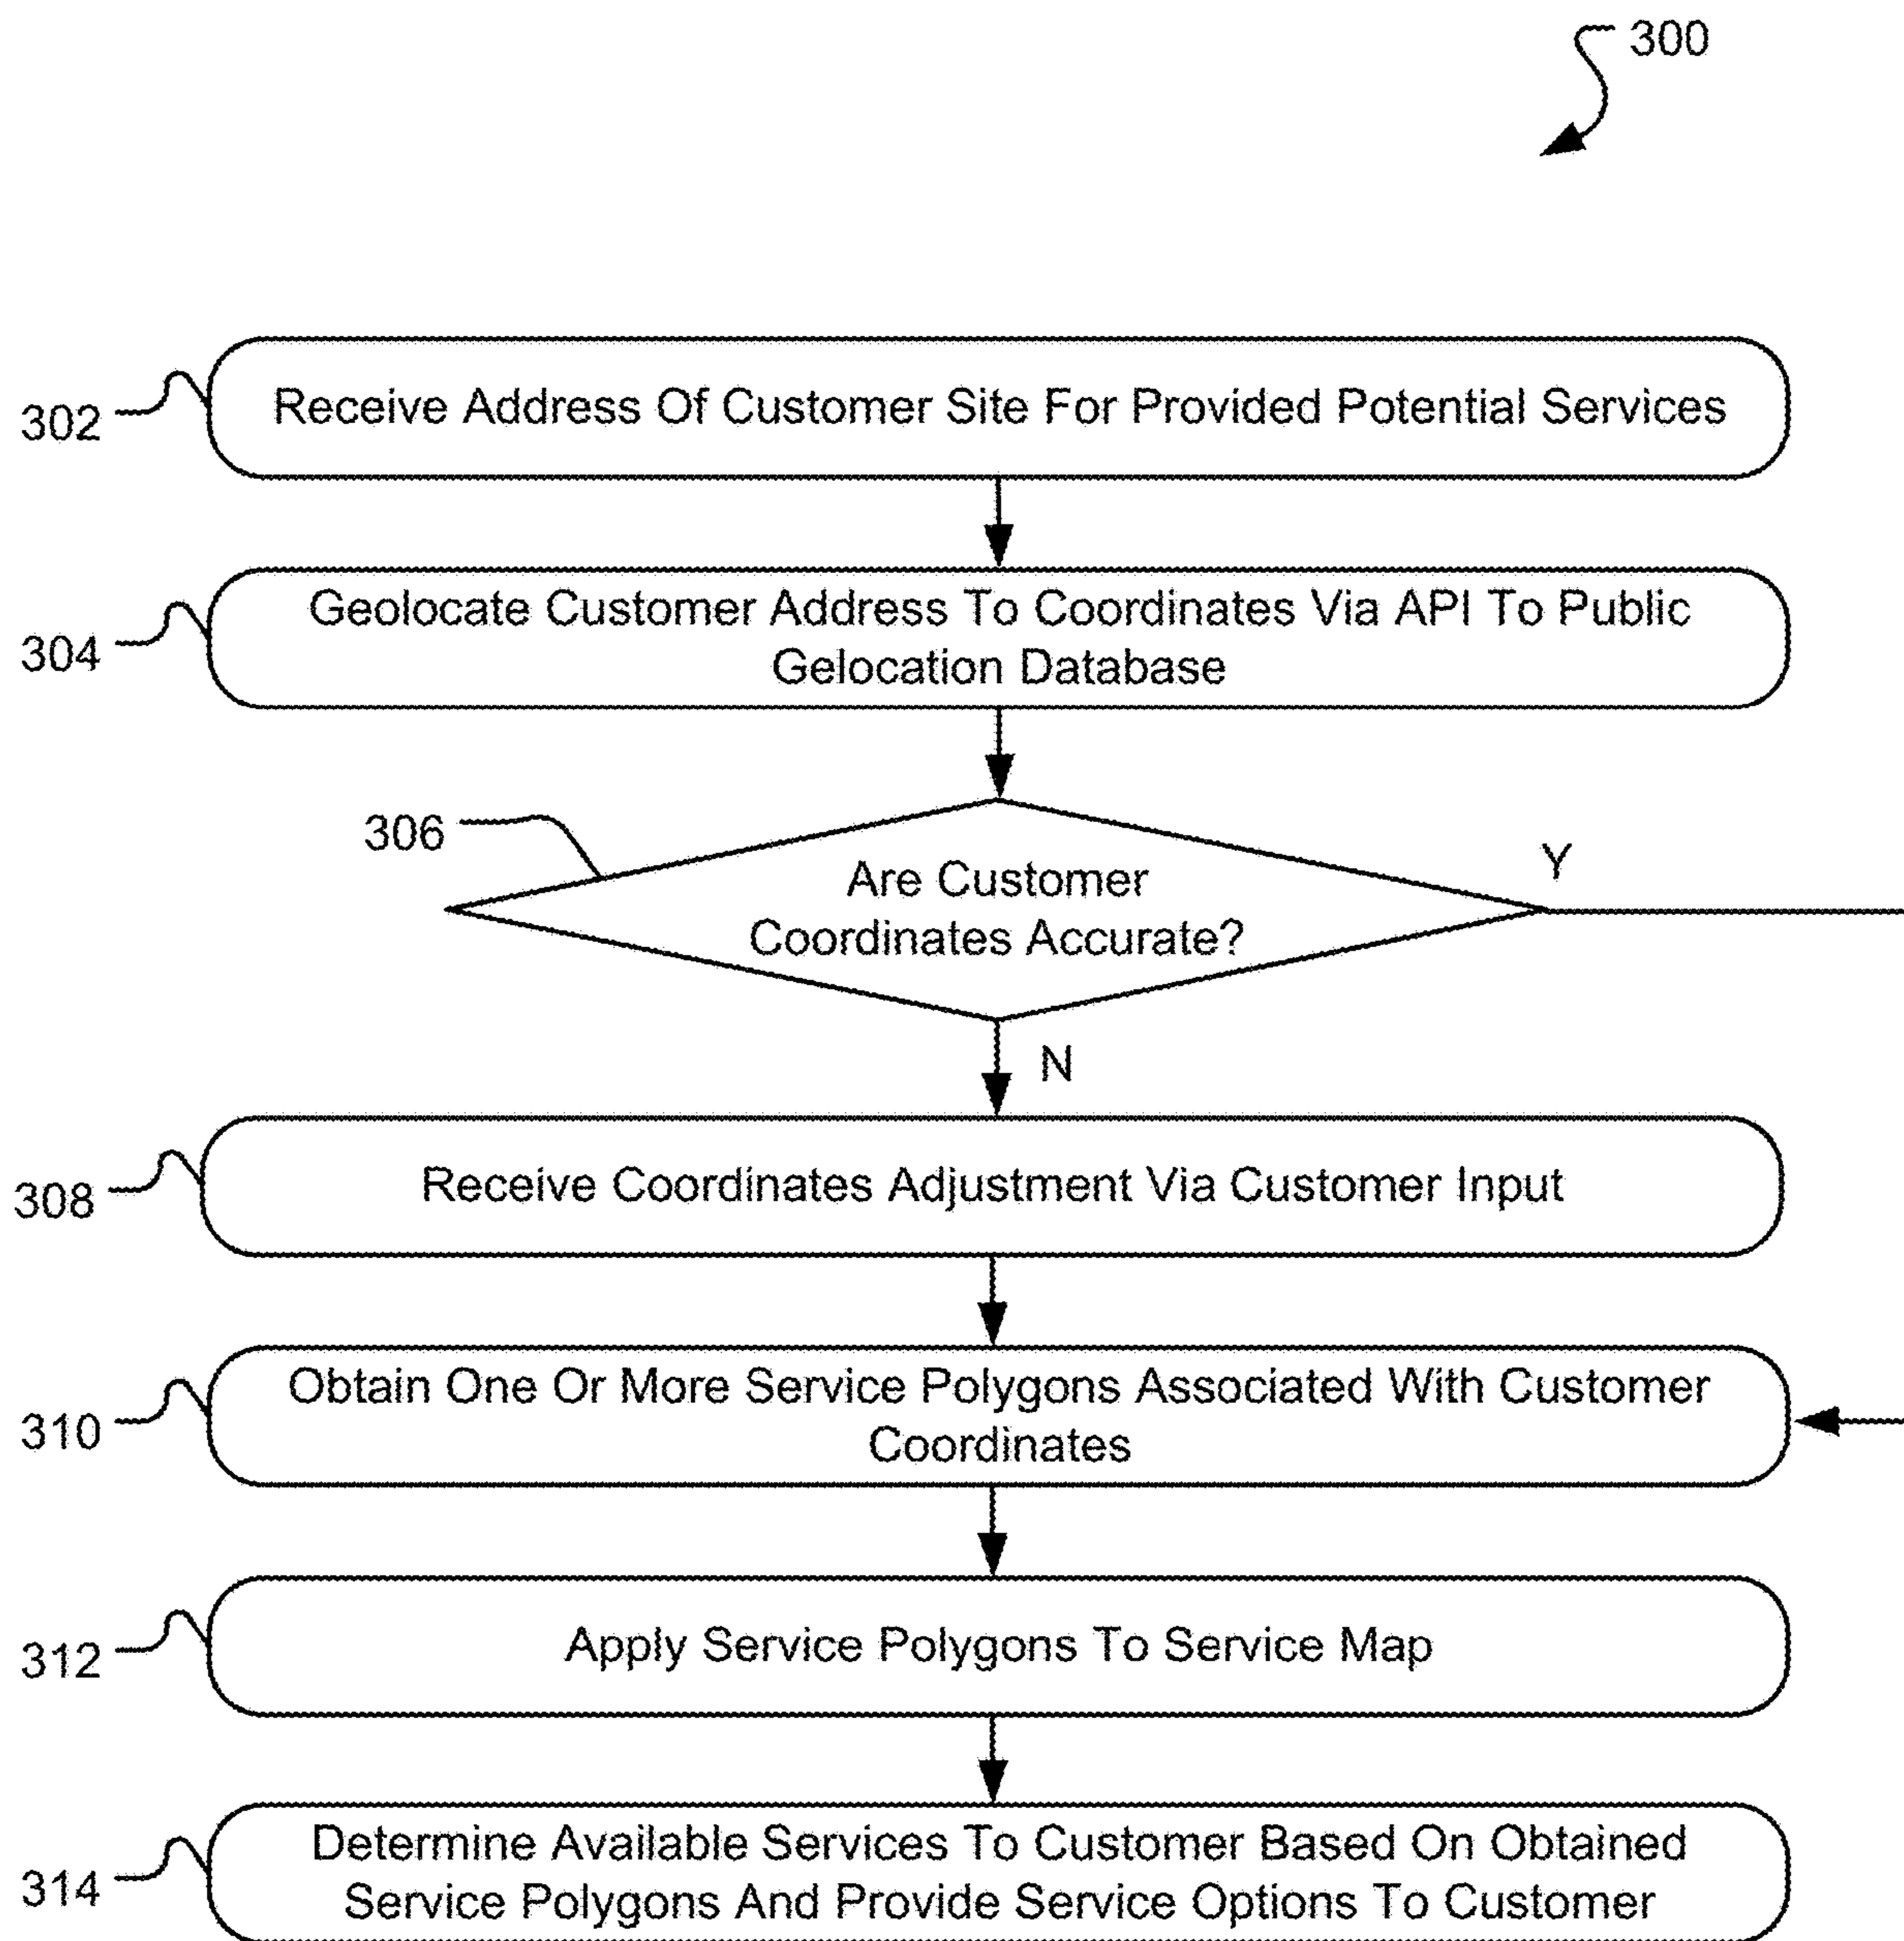 300
302
Receive Address Of Customer Site For Provided Potential Services
304
Geolocate Customer Address To Coordinates Via API To Public
Gelocation Database
306
Are Customer
Coordinates Accurate?
Y
N
308
Receive Coordinates Adjustment Via Customer Input
310
Obtain One Or More Service Polygons Associated With Customer
Coordinates
312
Apply Service Polygons To Service Map
314
Determine Available Services To Customer Based On Obtained
Service Polygons And Provide Service Options To Customer